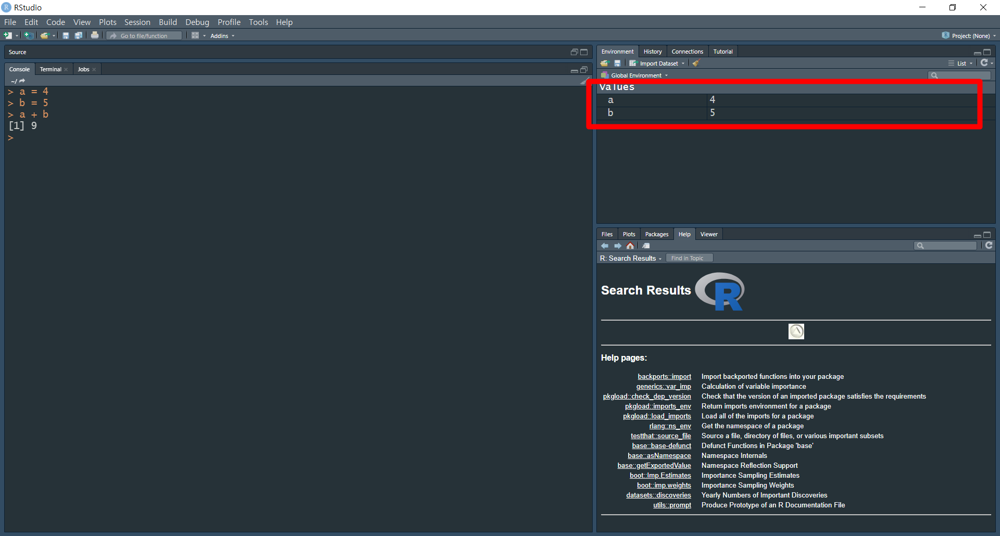 RStudio
File Edit Code View Plots Session Build Debug Profile Tools Help
Go to file/function Addins Project: (None)
Source
Console Terminal Jobs
~/
> a = 4
> b = 5
> a + b
[1] 9
>
Environment History Connections Tutorial
Import Dataset List
Global Environment
Values
a 4
b 5
Files Plots Packages Help Viewer
R: Search Results Find in Topic
Search Results R
Help pages:
backports::import Import backported functions into your package
generics::var_imp Calculation of variable importance
pkgload::check_dep_version Check that the version of an imported package satisfies the requirements
pkgload::imports_env Return imports environment for a package
pkgload::load_imports Load all of the imports for a package
rlang::ns_env Get the namespace of a package
testthat::source_file Source a file, directory of files, or various important subsets
base::base-defunct Defunct Functions in Package 'base'
base::asNamespace Namespace Internals
base::getExportedValue Namespace Reflection Support
boot::Imp.Estimates Importance Sampling Estimates
boot::imp.weights Importance Sampling Weights
datasets::discoveries Yearly Numbers of Important Discoveries
utils::prompt Produce Prototype of an R Documentation File